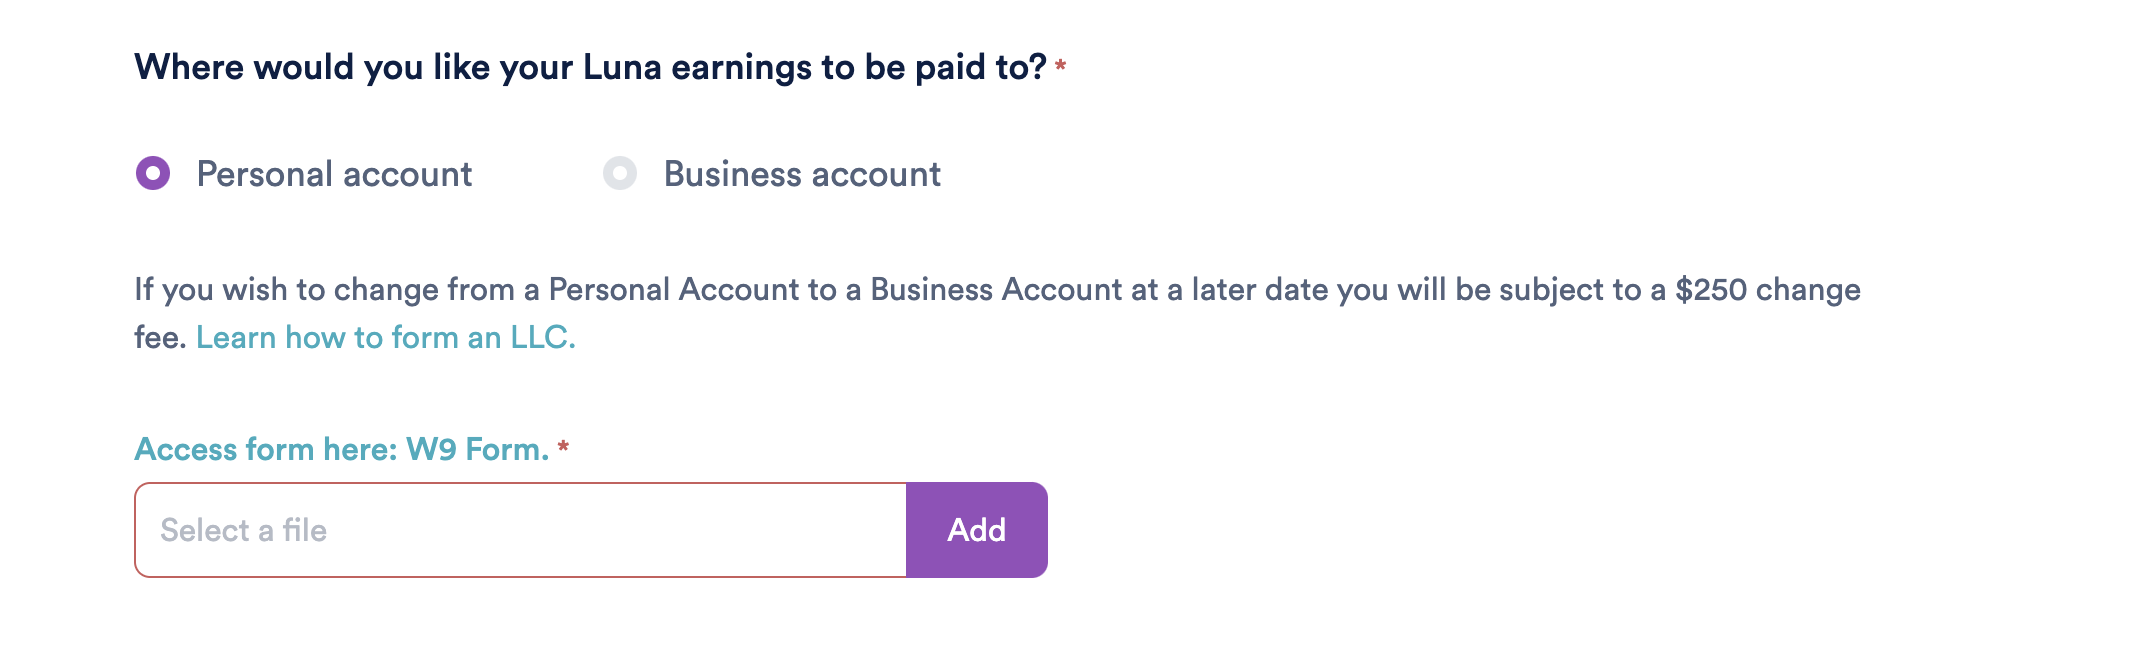 Where would you like your Luna earnings to be paid to? *
Personal account
Business account
If you wish to change from a Personal Account to a Business Account at a later date you will be subject to a $250 change
fee. Learn how to form an LLC.
Access form here: W9 Form. *
Select a file
Add